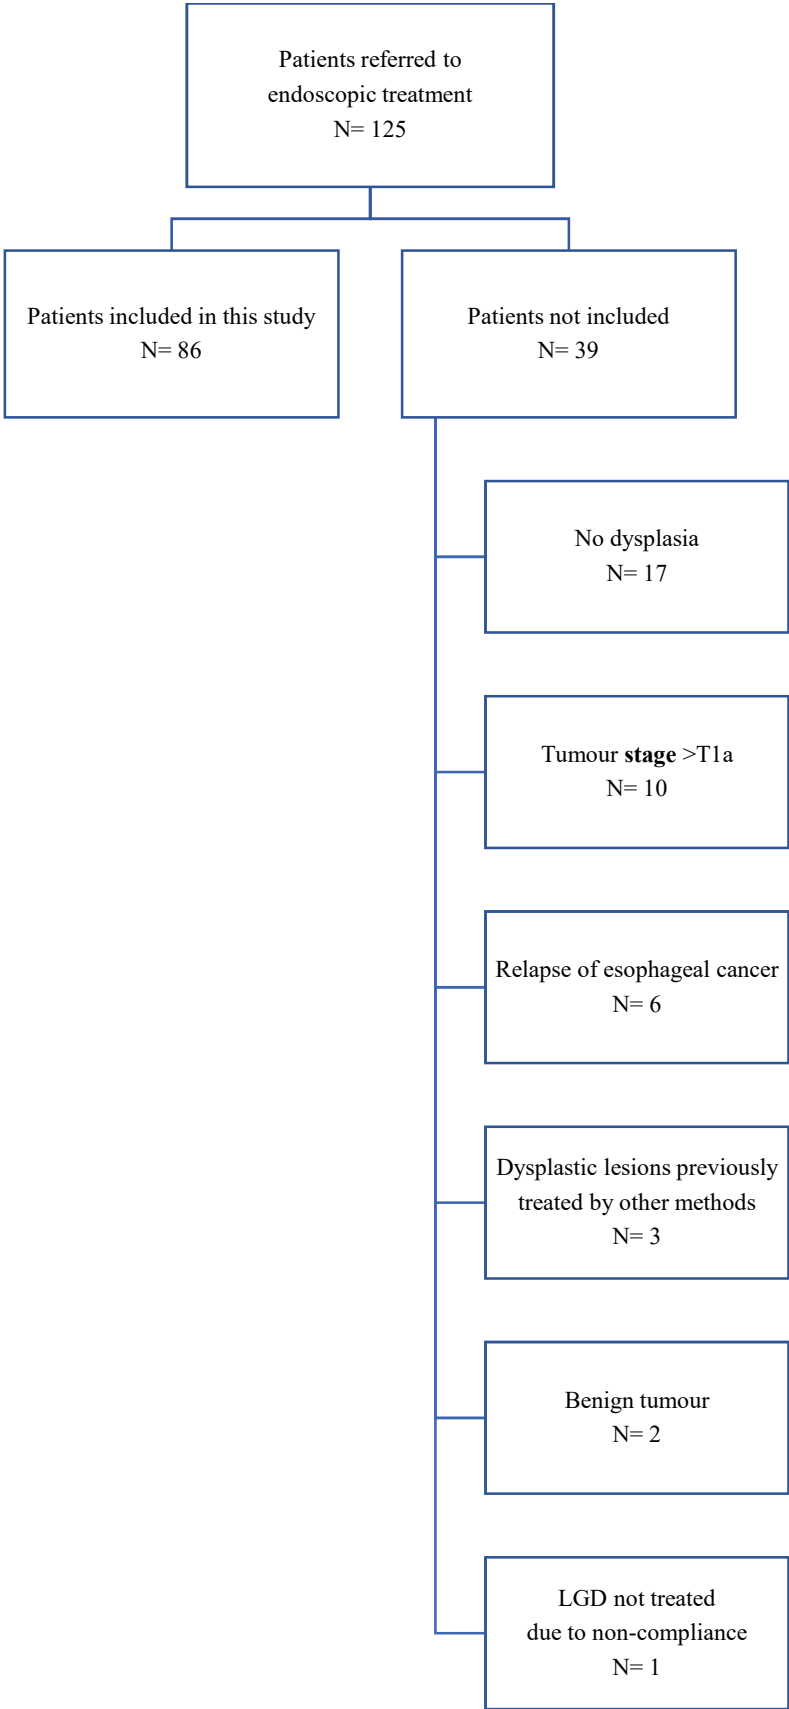 Patients referred to
endoscopic treatment
N= 125
Patients included in this study
N= 86
Patients not included
N= 39
No dysplasia
N= 17
Tumour stage >T1a
N= 10
Relapse of esophageal cancer
N= 6
Dysplastic lesions previously
treated by other methods
N= 3
Benign tumour
N= 2
LGD not treated
due to non-compliance
N= 1